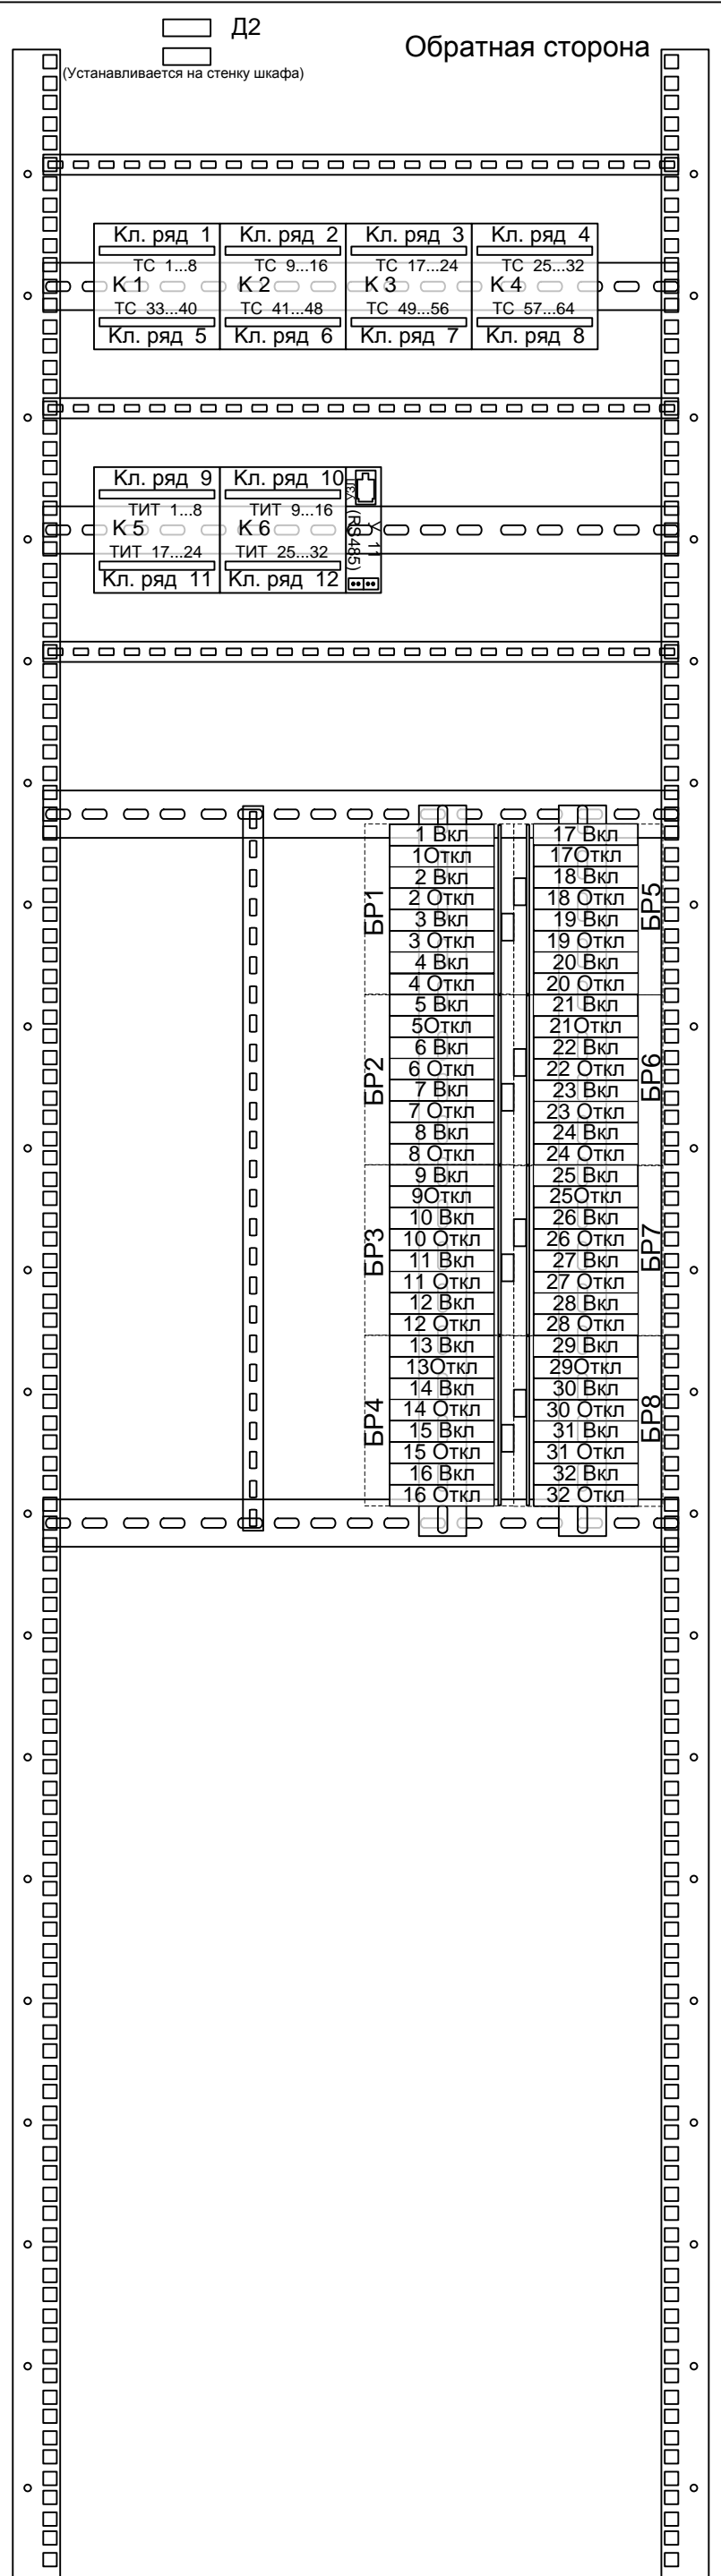 Д2
Обратная сторона
(Устанавливается на стенку шкафа)
Кл. ряд 1 Кл. ряд 2 Кл. ряд 3 Кл. ряд 4
ТС 1...8 ТС 9...16 ТС 17...24 ТС 25...32
К 1 К 2 К 3 К 4
ТС 33...40 ТС 41...48 ТС 49...56 ТС 57...64
Кл. ряд 5 Кл. ряд 6 Кл. ряд 7 Кл. ряд 8
Кл. ряд 9 Кл. ряд 10
ТИТ 1...8 ТИТ 9...16
К 5 К 6
ТИТ 17...24 ТИТ 25...32
Кл. ряд 11 Кл. ряд 12
У 11
(RS485)
БР1
1 Вкл
1Откл
2 Вкл
2 Откл
3 Вкл
3 Откл
4 Вкл
4 Откл
БР2
5 Вкл
5Откл
6 Вкл
6 Откл
7 Вкл
7 Откл
8 Вкл
8 Откл
БР3
9 Вкл
9Откл
10 Вкл
10 Откл
11 Вкл
11 Откл
12 Вкл
12 Откл
БР4
13 Вкл
13Откл
14 Вкл
14 Откл
15 Вкл
15 Откл
16 Вкл
16 Откл
17 Вкл
17Откл
18 Вкл
18 Откл
19 Вкл
19 Откл
20 Вкл
20 Откл
БР5
21 Вкл
21Откл
22 Вкл
22 Откл
23 Вкл
23 Откл
24 Вкл
24 Откл
БР6
25 Вкл
25Откл
26 Вкл
26 Откл
27 Вкл
27 Откл
28 Вкл
28 Откл
БР7
29 Вкл
29Откл
30 Вкл
30 Откл
31 Вкл
31 Откл
32 Вкл
32 Откл
БР8